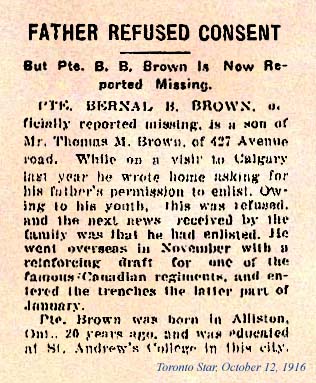 FATHER REFUSED CONSENT
But Pte. B. B. Brown Is Now Re-
ported Missing.
PTE. BERNAL B. BROWN, of-
ficially reported missing, is a son of
Mr. Thomas M. Brown, of 427 Avenue
road. While on a visit to Calgary
last year he wrote home asking for
his father's permission to enlist. Ow-
ing to his youth, this was refused,
and the next news received by the
family was that he had enlisted. He
went overseas in November with a
reinforcing draft for one of the
famous Canadian regiments, and en-
tered the trenches the latter part of
January.
Pte. Brown was born in Alliston,
Ont., 20 years ago, and was educated
at St. Andrew's College in this city.
Toronto Star, October 12, 1916